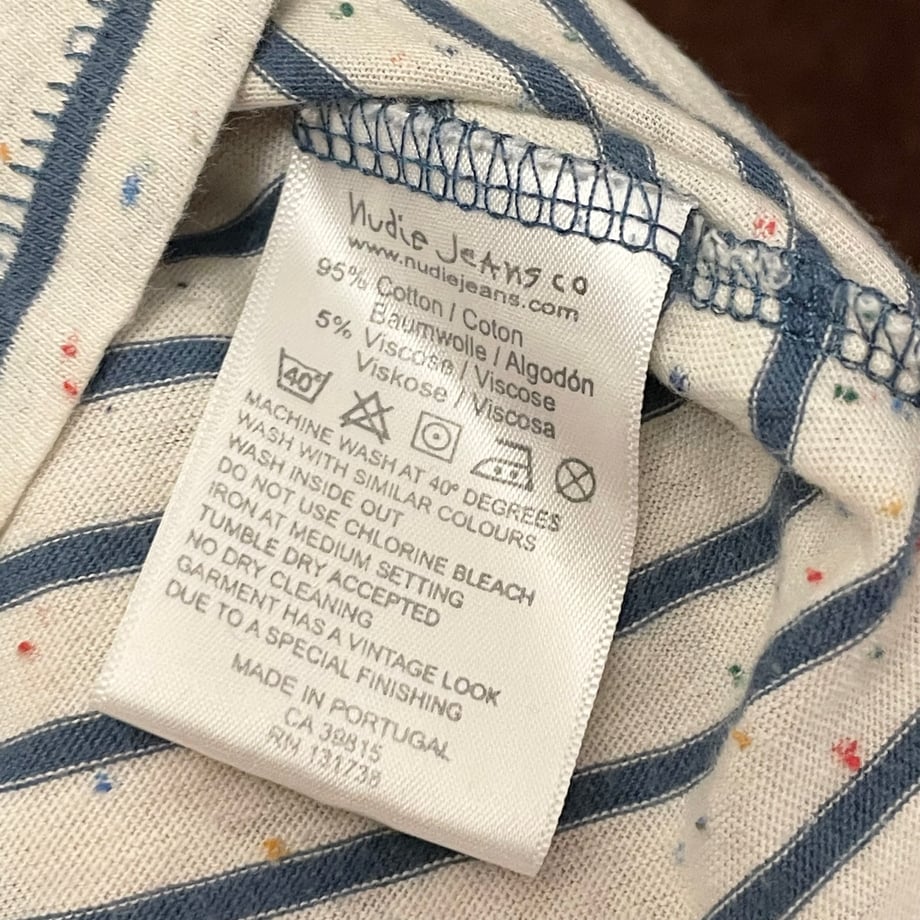 Nudie Jeans co
www.nudiejeans.com
95% Cotton / Coton
Baumwolle / Algodón
5% Viscose / Viscose
Viskose / Viscosa
40°
MACHINE WASH AT 40° DEGREES
WASH WITH SIMILAR COLOURS
WASH INSIDE OUT
DO NOT USE CHLORINE BLEACH
IRON AT MEDIUM SETTING
TUMBLE DRY ACCEPTED
NO DRY CLEANING
GARMENT HAS A VINTAGE LOOK
DUE TO A SPECIAL FINISHING
MADE IN PORTUGAL
CA 39815
RN 131738